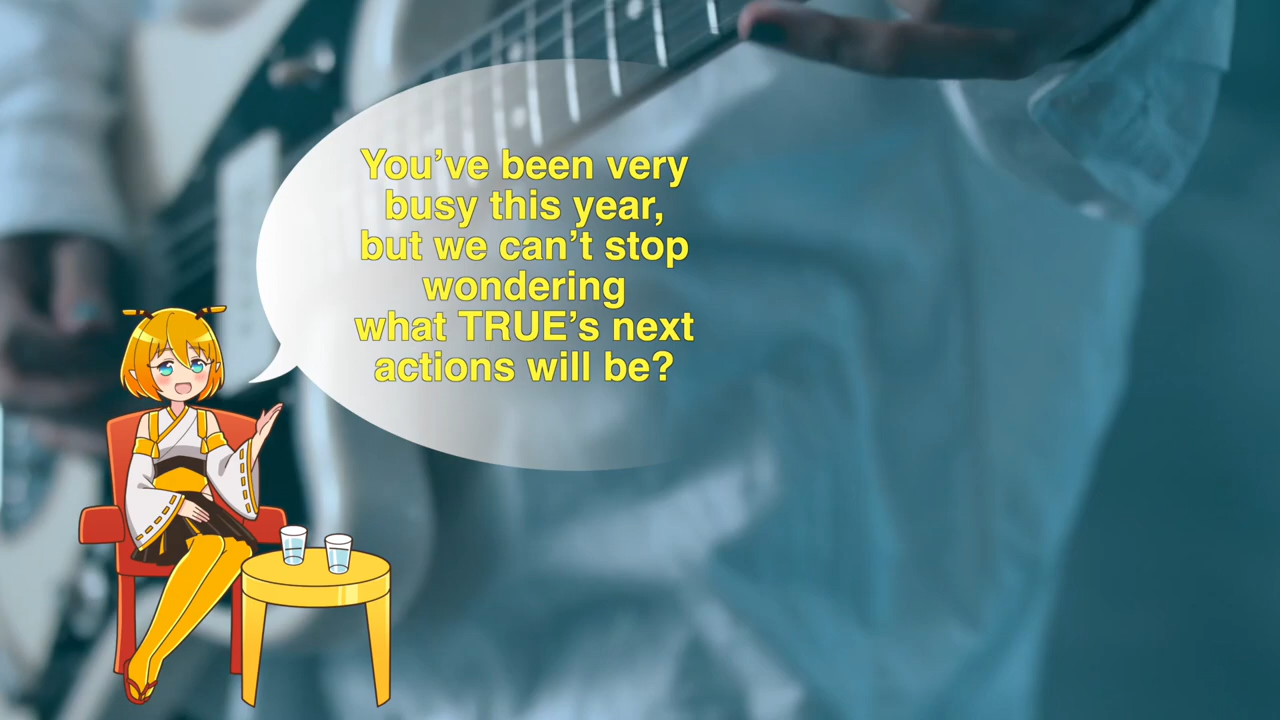 You’ve been very
busy this year,
but we can’t stop
wondering
what TRUE’s next
actions will be?